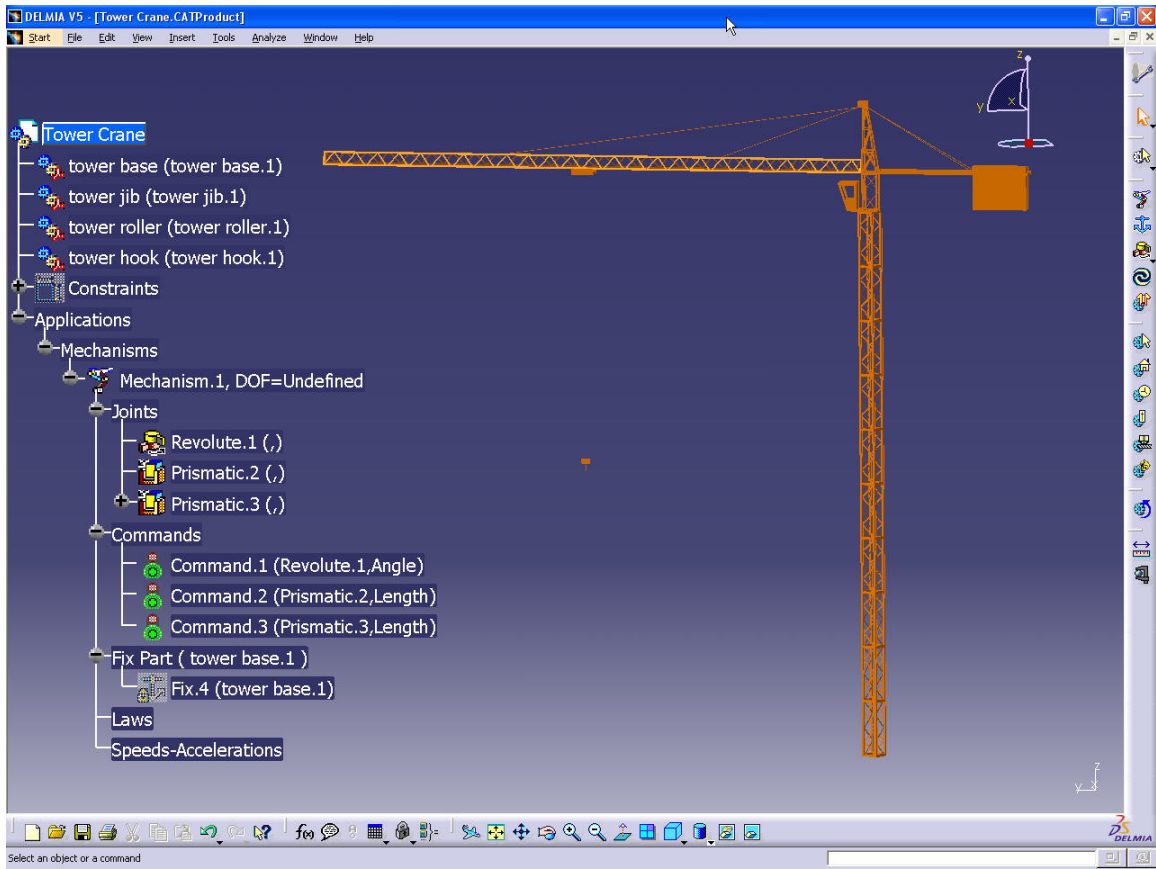 DELMIA V5 - [Tower Crane.CATProduct]
Start File Edit View Insert Tools Analyze Window Help
z
y
x
Tower Crane
tower base (tower base.1)
tower jib (tower jib.1)
tower roller (tower roller.1)
tower hook (tower hook.1)
Constraints
Applications
Mechanisms
Mechanism.1, DOF=Undefined
Joints
Revolute.1 (,)
Prismatic.2 (,)
Prismatic.3 (,)
Commands
Command.1 (Revolute.1,Angle)
Command.2 (Prismatic.2,Length)
Command.3 (Prismatic.3,Length)
Fix Part ( tower base.1 )
Fix.4 (tower base.1)
Laws
Speeds-Accelerations
z
y x
f(x)
DS
DELMIA
Select an object or a command